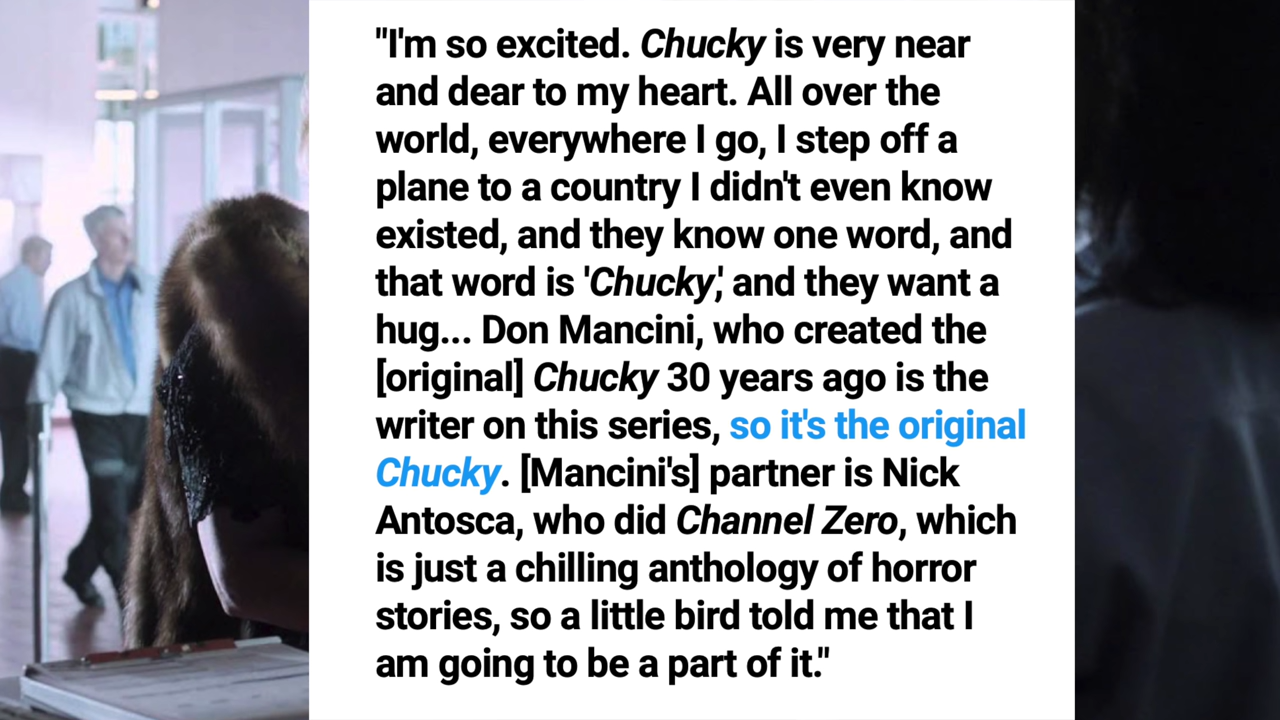 "I'm so excited. Chucky is very near
and dear to my heart. All over the
world, everywhere I go, I step off a
plane to a country I didn't even know
existed, and they know one word, and
that word is 'Chucky,' and they want a
hug... Don Mancini, who created the
[original] Chucky 30 years ago is the
writer on this series, so it's the original
Chucky. [Mancini's] partner is Nick
Antosca, who did Channel Zero, which
is just a chilling anthology of horror
stories, so a little bird told me that I
am going to be a part of it."